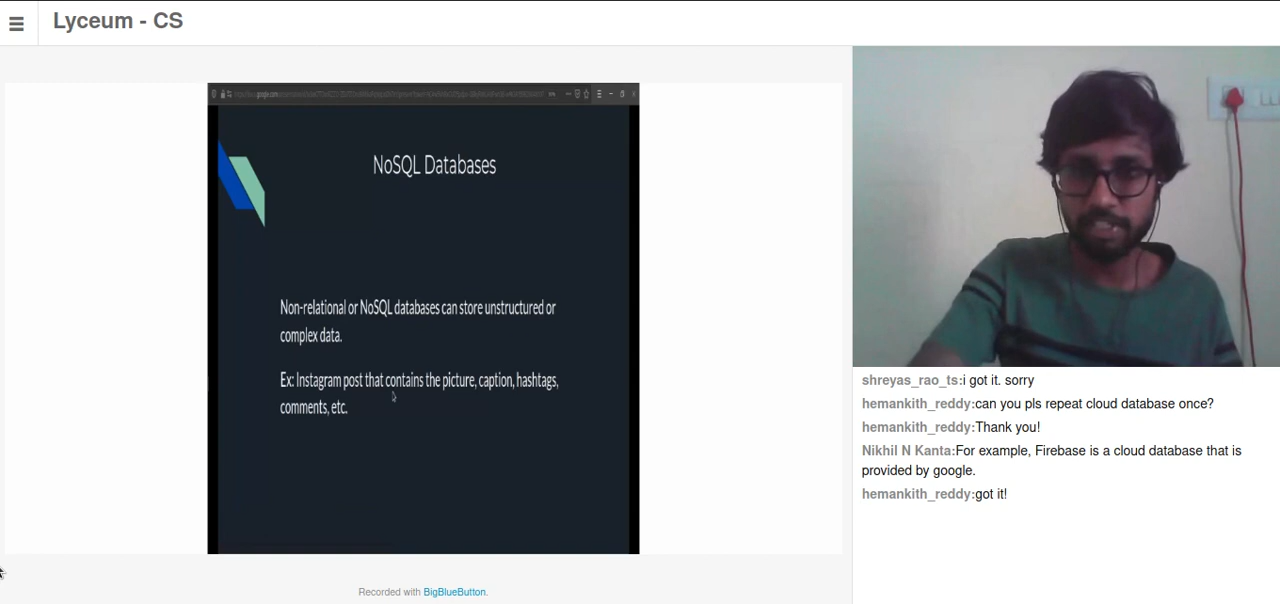 Lyceum - CS
NoSQL Databases
Non-relational or NoSQL databases can store unstructured or
complex data.
Ex: Instagram post that contains the picture, caption, hashtags,
comments, etc.
shreyas_rao_ts:i got it. sorry
hemankith_reddy:can you pls repeat cloud database once?
hemankith_reddy:Thank you!
Nikhil N Kanta:For example, Firebase is a cloud database that is
provided by google.
hemankith_reddy:got it!
Recorded with BigBlueButton.